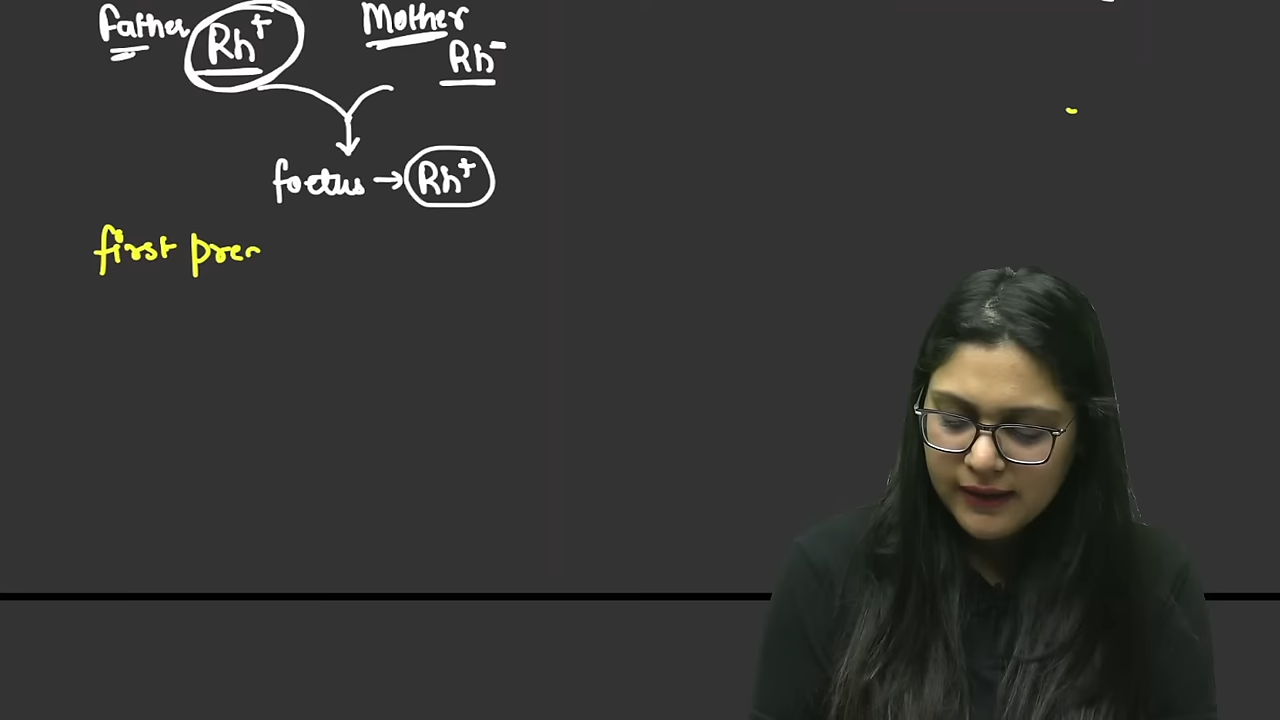 Father Rh+ Mother
Rh-
foetus → Rh+
first pre